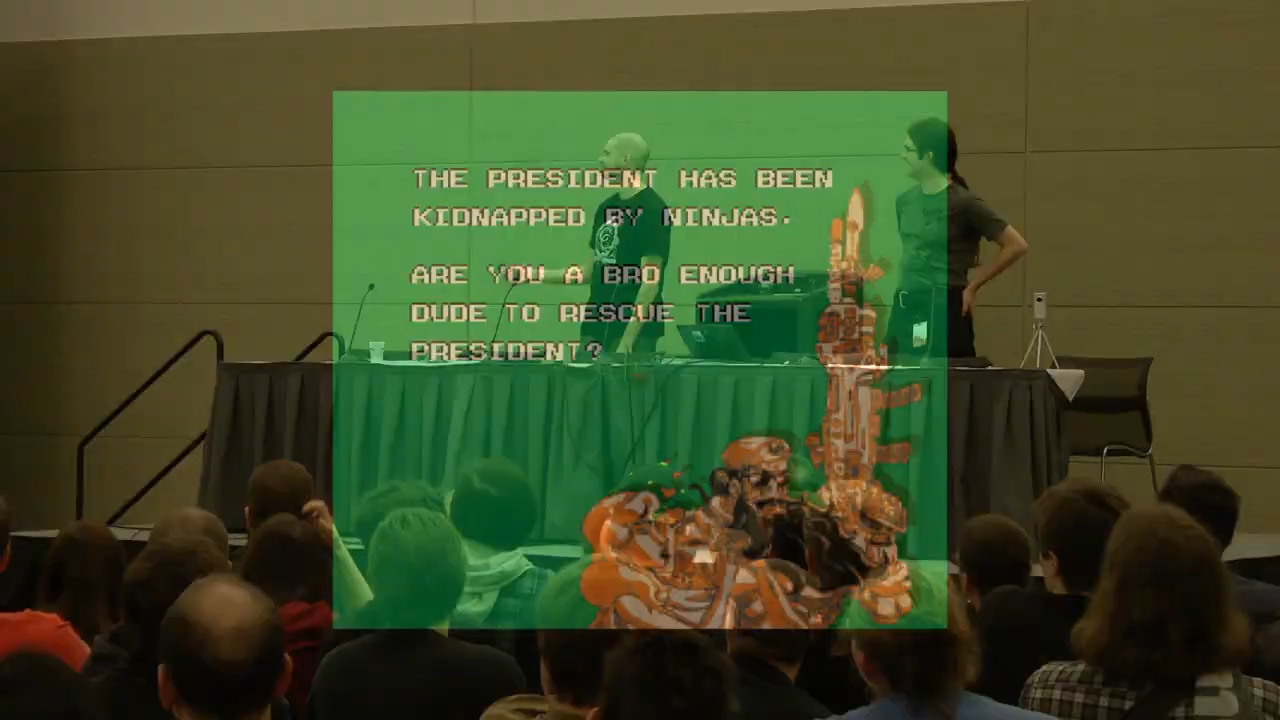 THE PRESIDENT HAS BEEN
KIDNAPPED BY NINJAS.
ARE YOU A BRO ENOUGH
DUDE TO RESCUE THE
PRESIDENT?